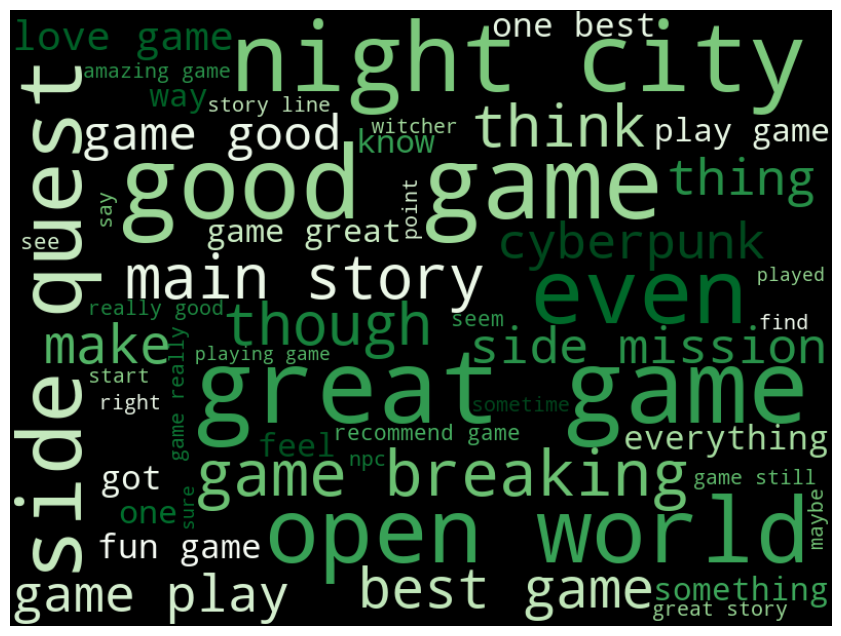 love game
night city
one best
amazing game
way
story line
side quest
game good
witcher
know
think
play game
good game
thing
say
point
see
game great
cyberpunk
main story
even
played
really good
though
seem
find
make
game really
playing game
side mission
start
great game
right
sometime
recommend game
feel
everything
npc
game breaking
got
game still
one
sure
open world
maybe
fun game
game play
best game
something
great story